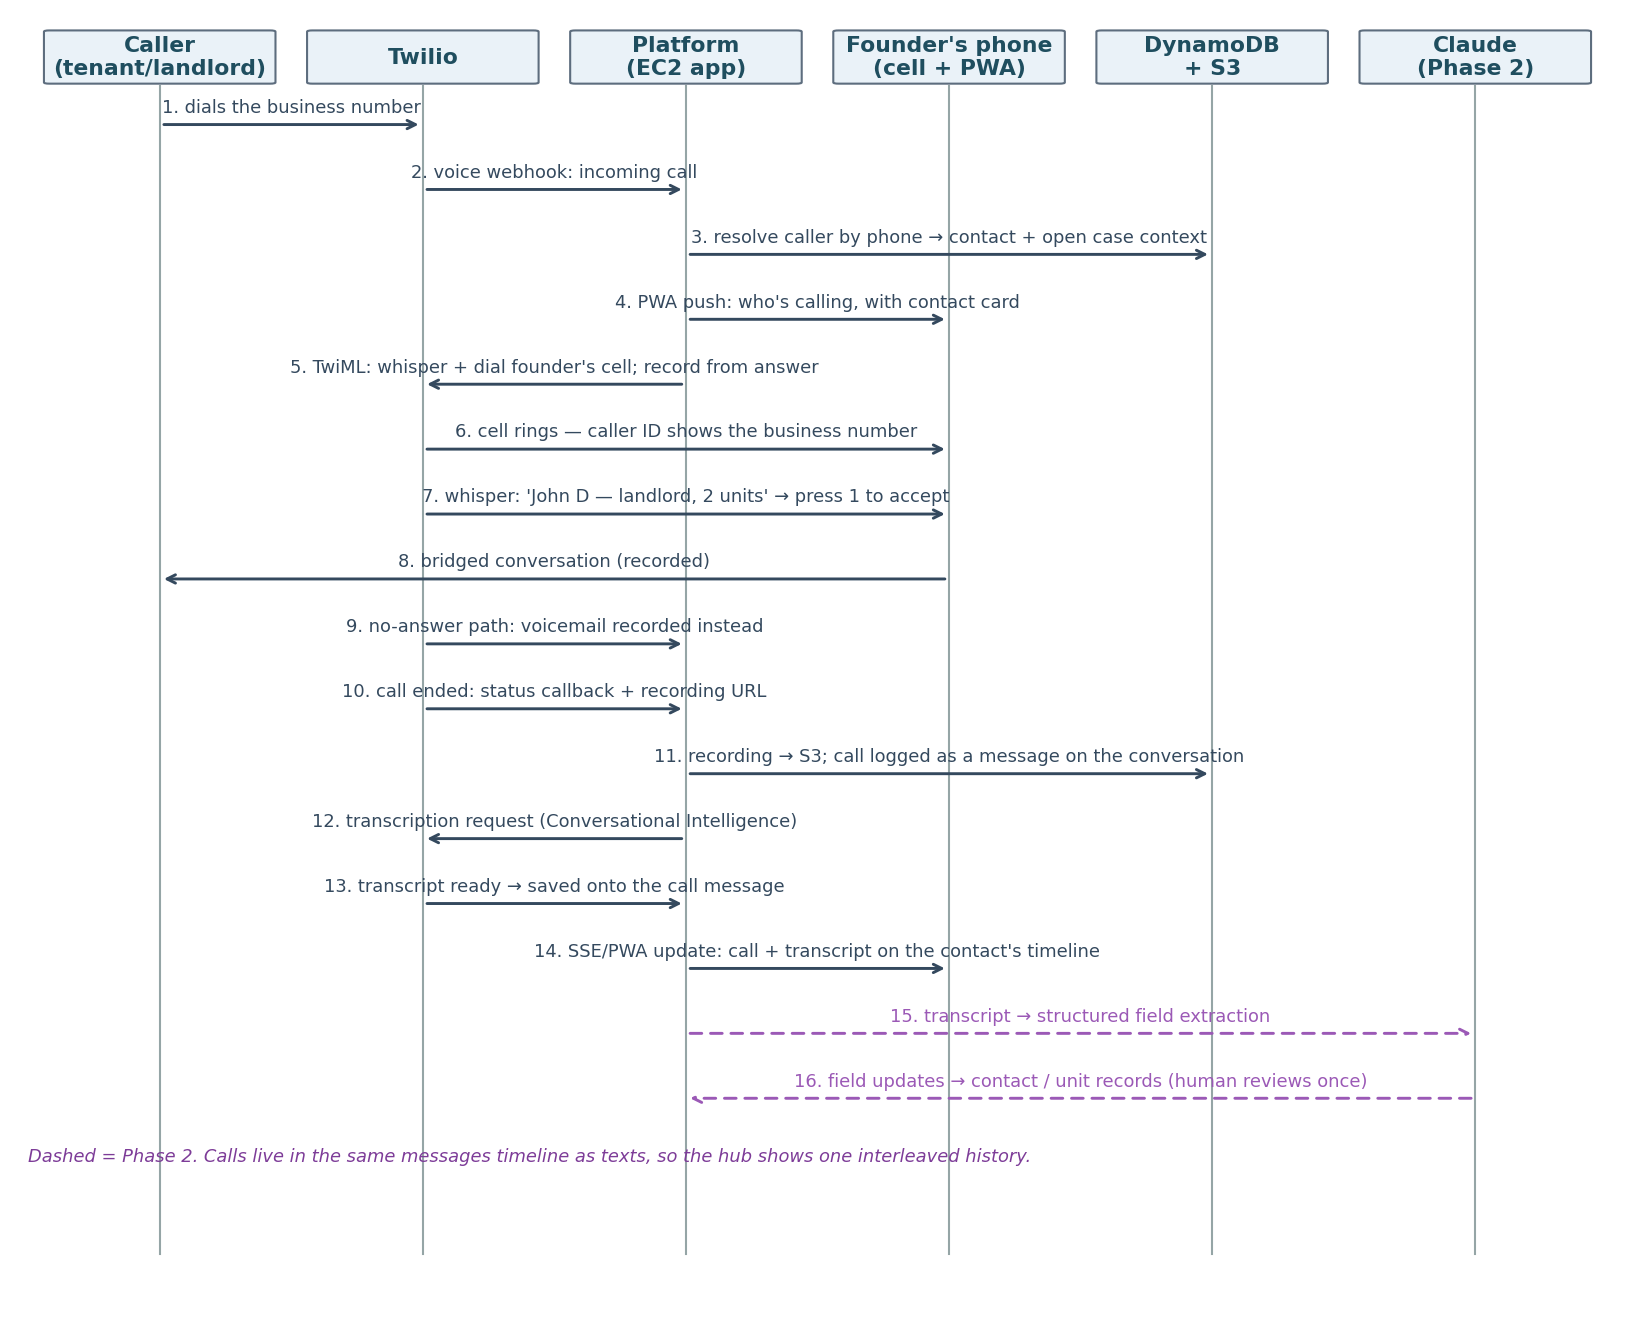 Caller
(tenant/landlord)
Twilio
Platform
(EC2 app)
Founder's phone
(cell + PWA)
DynamoDB
+ S3
Claude
(Phase 2)
1. dials the business number
2. voice webhook: incoming call
3. resolve caller by phone → contact + open case context
4. PWA push: who's calling, with contact card
5. TwiML: whisper + dial founder's cell; record from answer
6. cell rings — caller ID shows the business number
7. whisper: 'John D — landlord, 2 units' → press 1 to accept
8. bridged conversation (recorded)
9. no-answer path: voicemail recorded instead
10. call ended: status callback + recording URL
11. recording → S3; call logged as a message on the conversation
12. transcription request (Conversational Intelligence)
13. transcript ready → saved onto the call message
14. SSE/PWA update: call + transcript on the contact's timeline
15. transcript → structured field extraction
16. field updates → contact / unit records (human reviews once)
Dashed = Phase 2. Calls live in the same messages timeline as texts, so the hub shows one interleaved history.